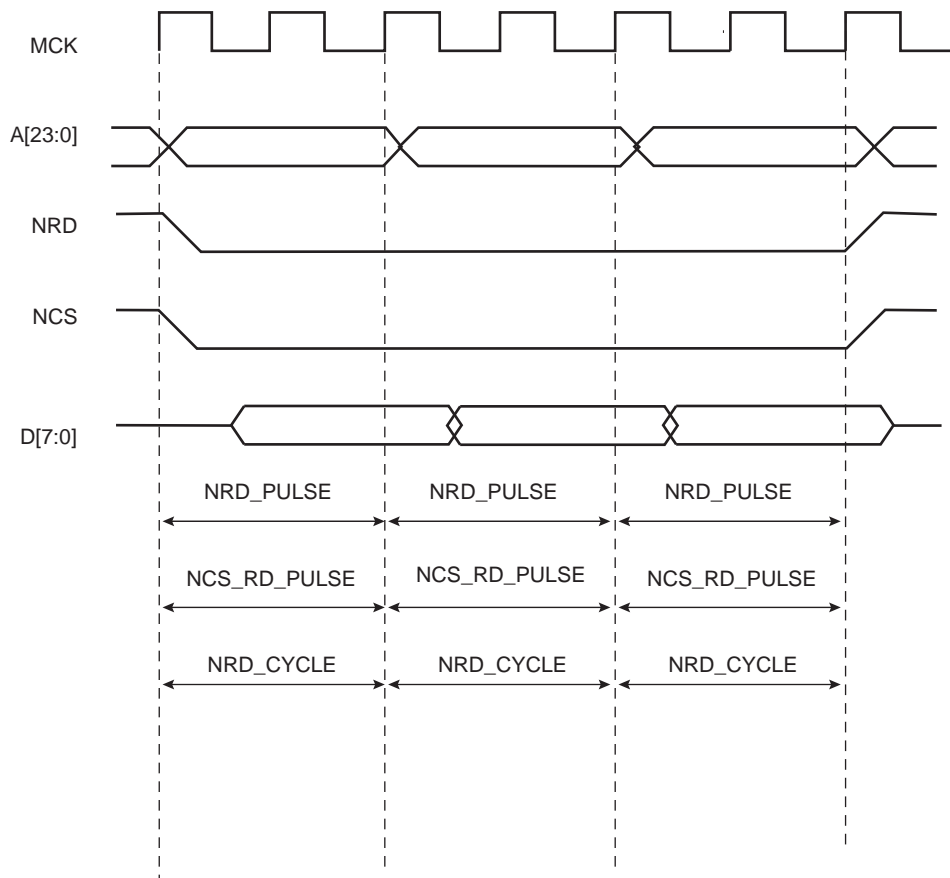 MCK
A[23:0]
NRD
NCS
D[7:0]
NRD_PULSE NRD_PULSE NRD_PULSE
NCS_RD_PULSE NCS_RD_PULSE NCS_RD_PULSE
NRD_CYCLE NRD_CYCLE NRD_CYCLE